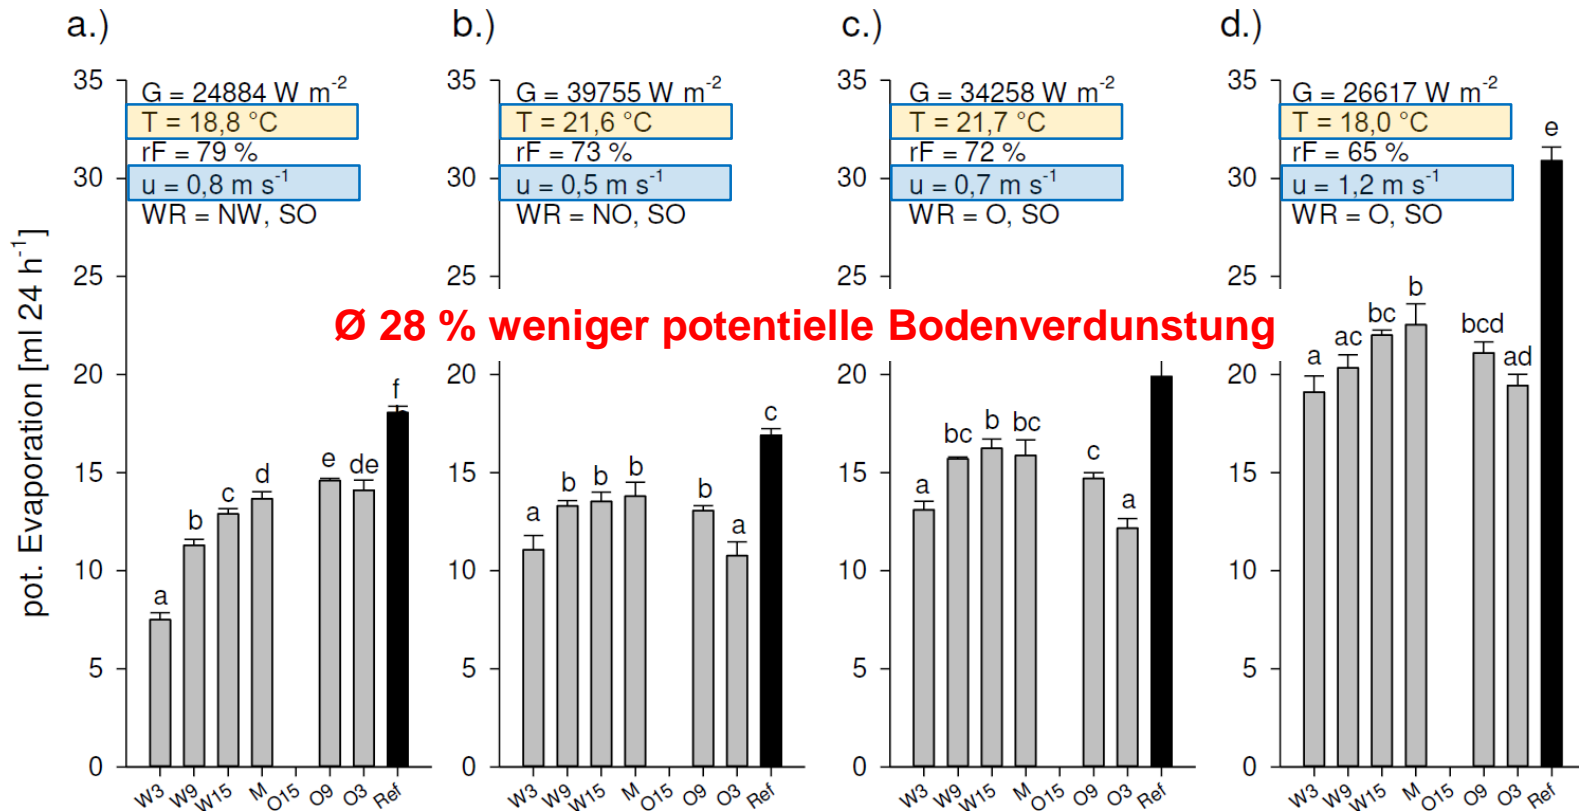 a.)
b.)
c.)
d.)
pot. Evaporation [ml 24 h⁻¹]
35
30
25
20
15
10
5
0
G = 24884 W m⁻²
T = 18,8 °C
rF = 79 %
u = 0,8 m s⁻¹
WR = NW, SO
a
b
c
d
e
de
f
W3
W9
W15
M
O15
O9
O3
Ref
35
30
25
20
15
10
5
0
G = 39755 W m⁻²
T = 21,6 °C
rF = 73 %
u = 0,5 m s⁻¹
WR = NO, SO
a
b
b
b
b
a
c
W3
W9
W15
M
O15
O9
O3
Ref
35
30
25
20
15
10
5
0
G = 34258 W m⁻²
T = 21,7 °C
rF = 72 %
u = 0,7 m s⁻¹
WR = O, SO
a
bc
b
bc
c
a
W3
W9
W15
M
O15
O9
O3
Ref
35
30
25
20
15
10
5
0
G = 26617 W m⁻²
T = 18,0 °C
rF = 65 %
u = 1,2 m s⁻¹
WR = O, SO
a
ac
bc
b
bcd
ad
e
W3
W9
W15
M
O15
O9
O3
Ref
Ø 28 % weniger potentielle Bodenverdunstung